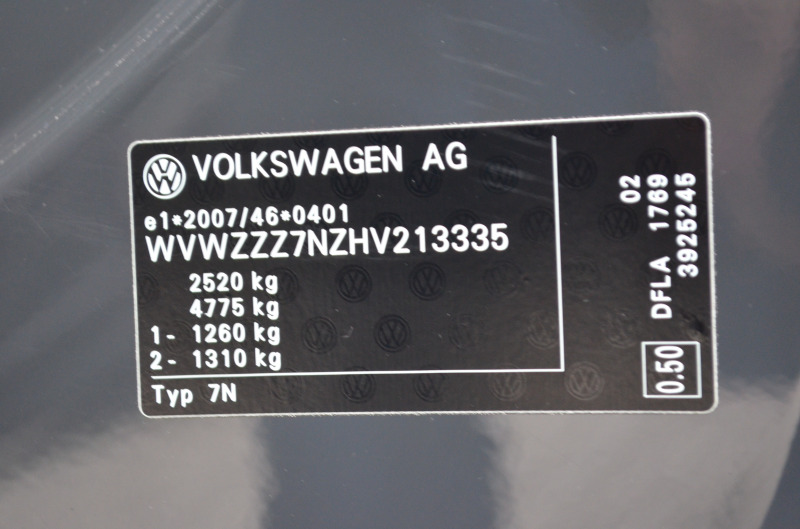 VOLKSWAGEN AG
e1*2007/46*0401
WVWZZZ7NZHV213335
2520 kg
4775 kg
1- 1260 kg
2- 1310 kg
Typ 7N
02
DFLA 1769
3925245
0.50